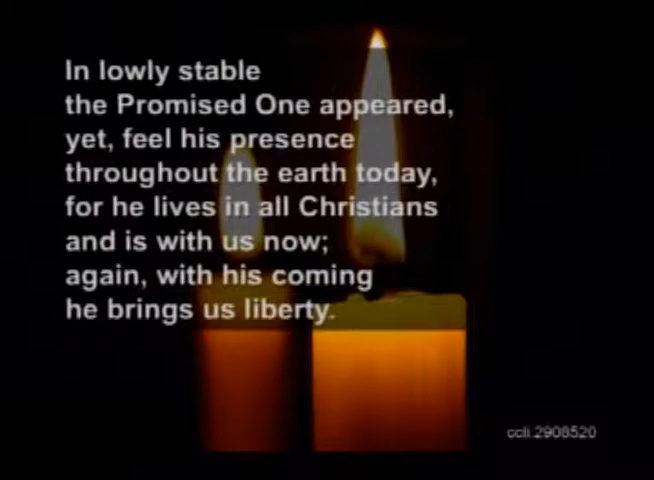 In lowly stable
the Promised One appeared,
yet, feel his presence
throughout the earth today,
for he lives in all Christians
and is with us now;
again, with his coming
he brings us liberty.
ccli.2908520